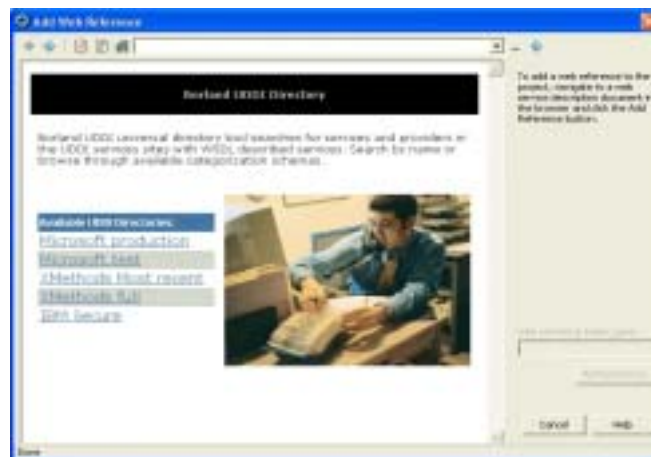 Add Web Reference
Borland UDDI Directory
Borland UDDI universal directory tool searches for services and providers in
the UDDI services sites with WSDL described services. Search by name or
browse through available categorization schemas.
To add a web reference to the
project, navigate to a web
service description document in
the browser and click the Add
Reference button.
Available UDDI Directories:
Microsoft production
Microsoft test
XMethods Most recent
XMethods full
IBM Secure
Cancel
Help
Done